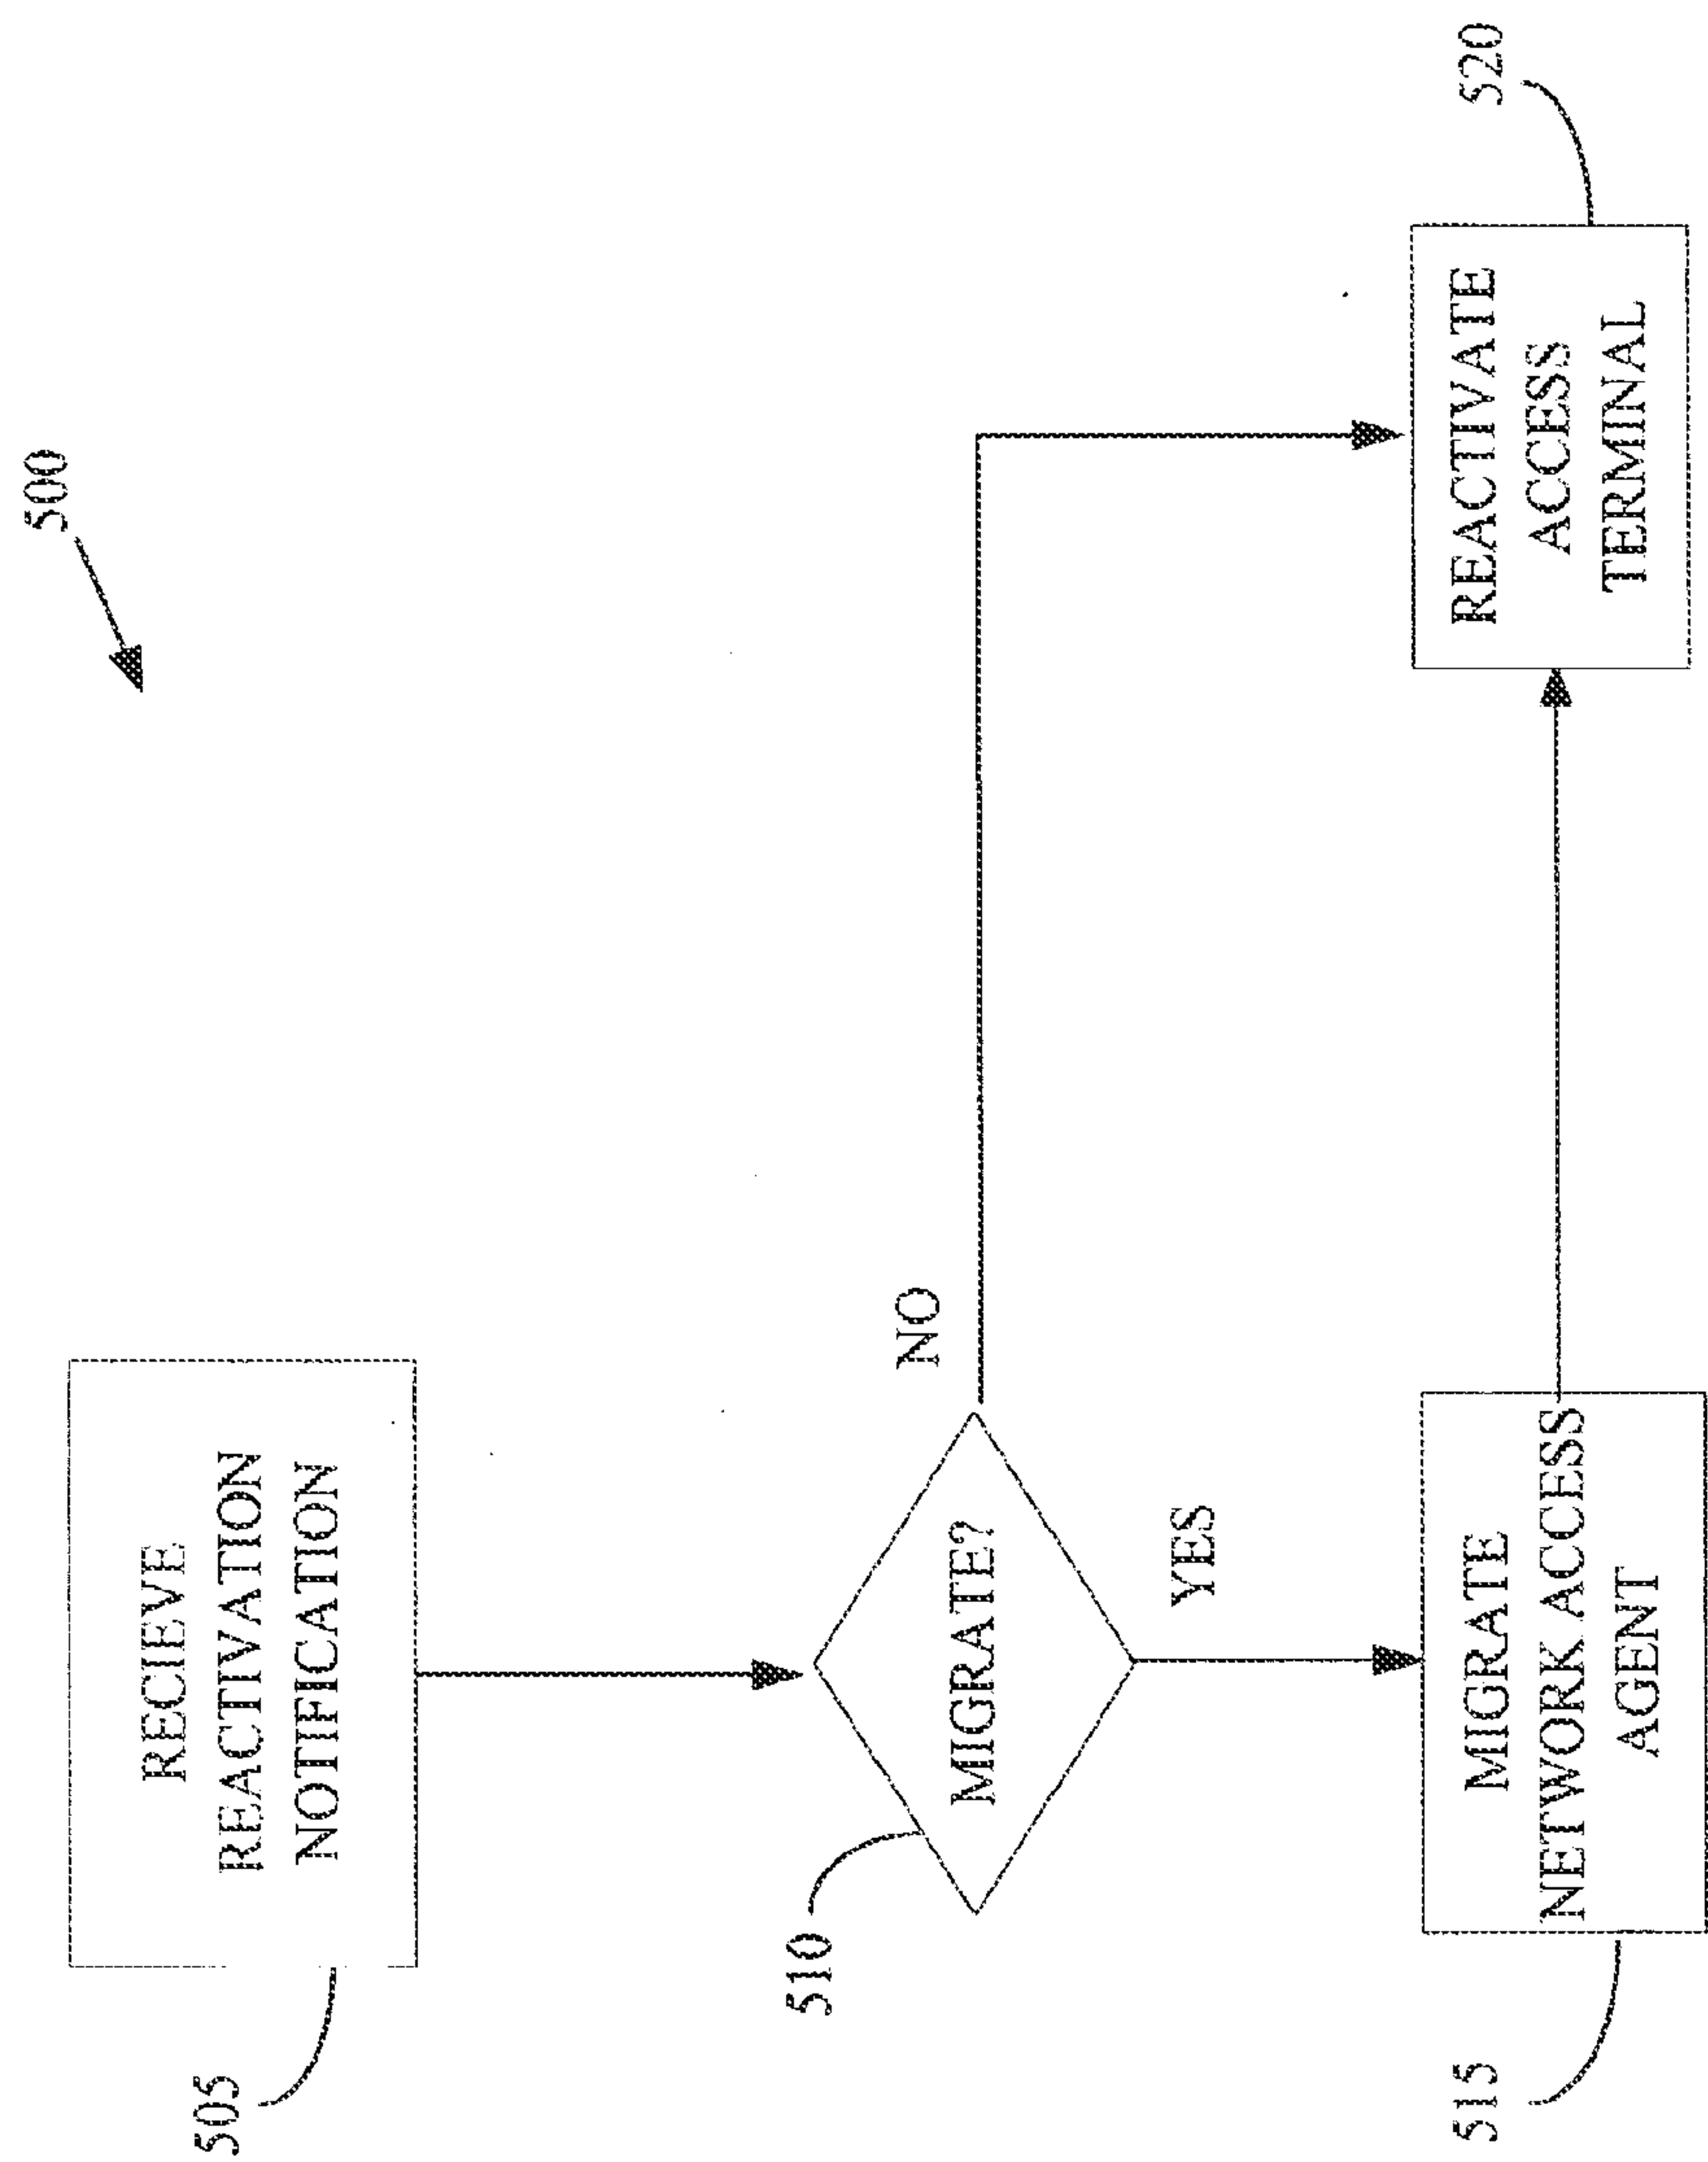 500
505
RECIEVE
REACTIVATION
NOTIFICATION
510
MIGRATE?
NO
YES
515
MIGRATE
NETWORK ACCESS
AGENT
520
REACTIVATE
ACCESS
TERMINAL